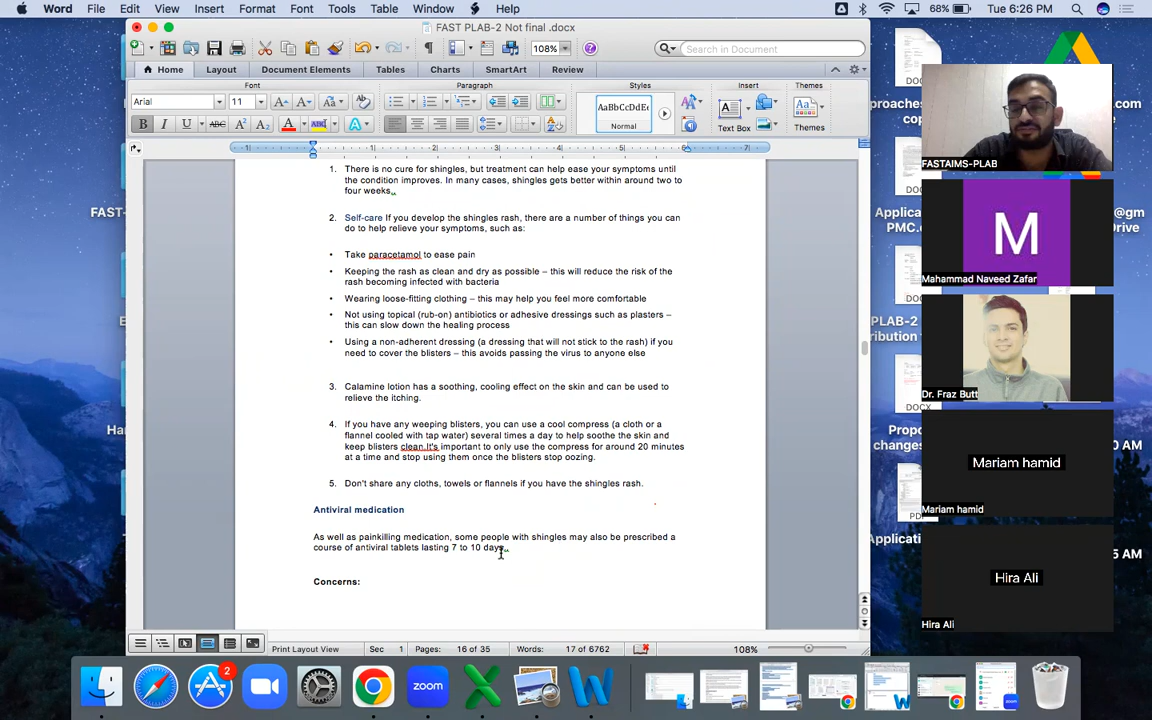 Word File Edit View Insert Format Font Tools Table Window Help
68% Tue 6:26 PM
FAST PLAB-2 Not final .docx
108%
Search in Document
Home Layout Document Elements Tables Charts SmartArt Review
Font Paragraph Styles Insert Themes
Arial 11
AaBbCcDdEe
Normal
Text Box
Themes
B I U ABC A² A₂
1. There is no cure for shingles, but treatment can help ease your symptoms until
the condition improves. In many cases, shingles gets better within around two to
four weeks.
2. Self-care If you develop the shingles rash, there are a number of things you can
do to help relieve your symptoms, such as:
• Take paracetamol to ease pain
• Keeping the rash as clean and dry as possible – this will reduce the risk of the
rash becoming infected with bacteria
• Wearing loose-fitting clothing – this may help you feel more comfortable
• Not using topical (rub-on) antibiotics or adhesive dressings such as plasters –
this can slow down the healing process
• Using a non-adherent dressing (a dressing that will not stick to the rash) if you
need to cover the blisters – this avoids passing the virus to anyone else
3. Calamine lotion has a soothing, cooling effect on the skin and can be used to
relieve the itching.
4. If you have any weeping blisters, you can use a cool compress (a cloth or a
flannel cooled with tap water) several times a day to help soothe the skin and
keep blisters clean.It's important to only use the compress for around 20 minutes
at a time and stop using them once the blisters stop oozing.
5. Don't share any cloths, towels or flannels if you have the shingles rash.
Antiviral medication
As well as painkilling medication, some people with shingles may also be prescribed a
course of antiviral tablets lasting 7 to 10 days.
Concerns:
Print Layout View Sec 1 Pages: 16 of 35 Words: 17 of 6762 108%
FASTAIMS-PLAB
M
Mahammad Naveed Zafar
Dr. Fraz Butt
Mariam hamid
Mariam hamid
Hira Ali
Hira Ali
FAST-
DOCX
PLAB-2
DOCX
zoom
2